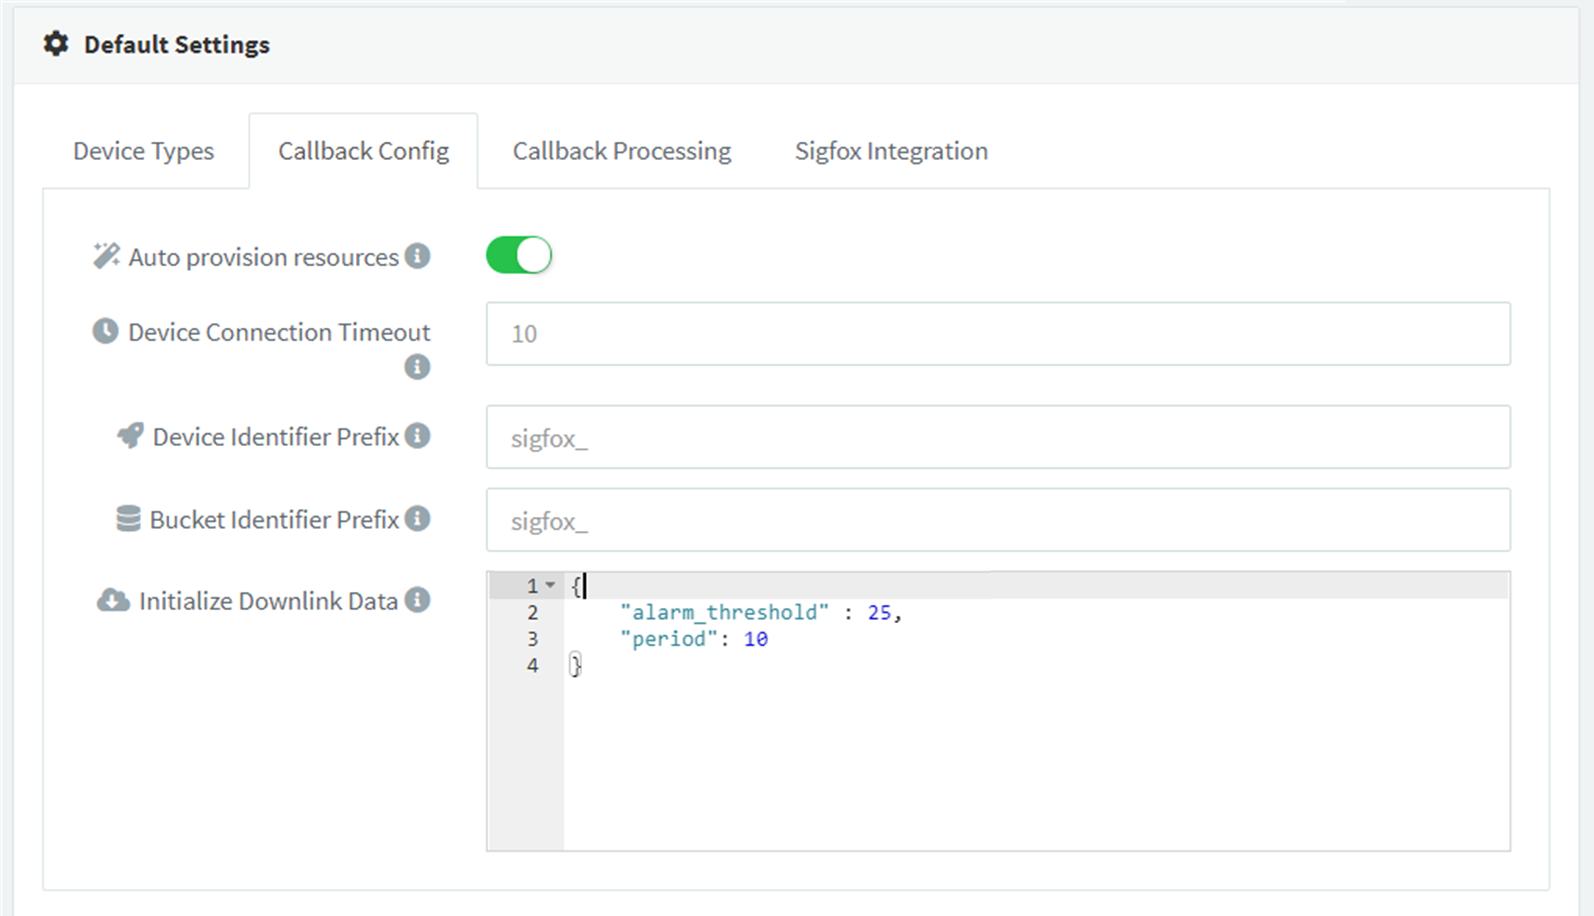 Default Settings
Device Types
Callback Config
Callback Processing
Sigfox Integration
Auto provision resources
Device Connection Timeout
10
Device Identifier Prefix
sigfox_
Bucket Identifier Prefix
sigfox_
Initialize Downlink Data
1 {
2 "alarm_threshold" : 25,
3 "period": 10
4 }